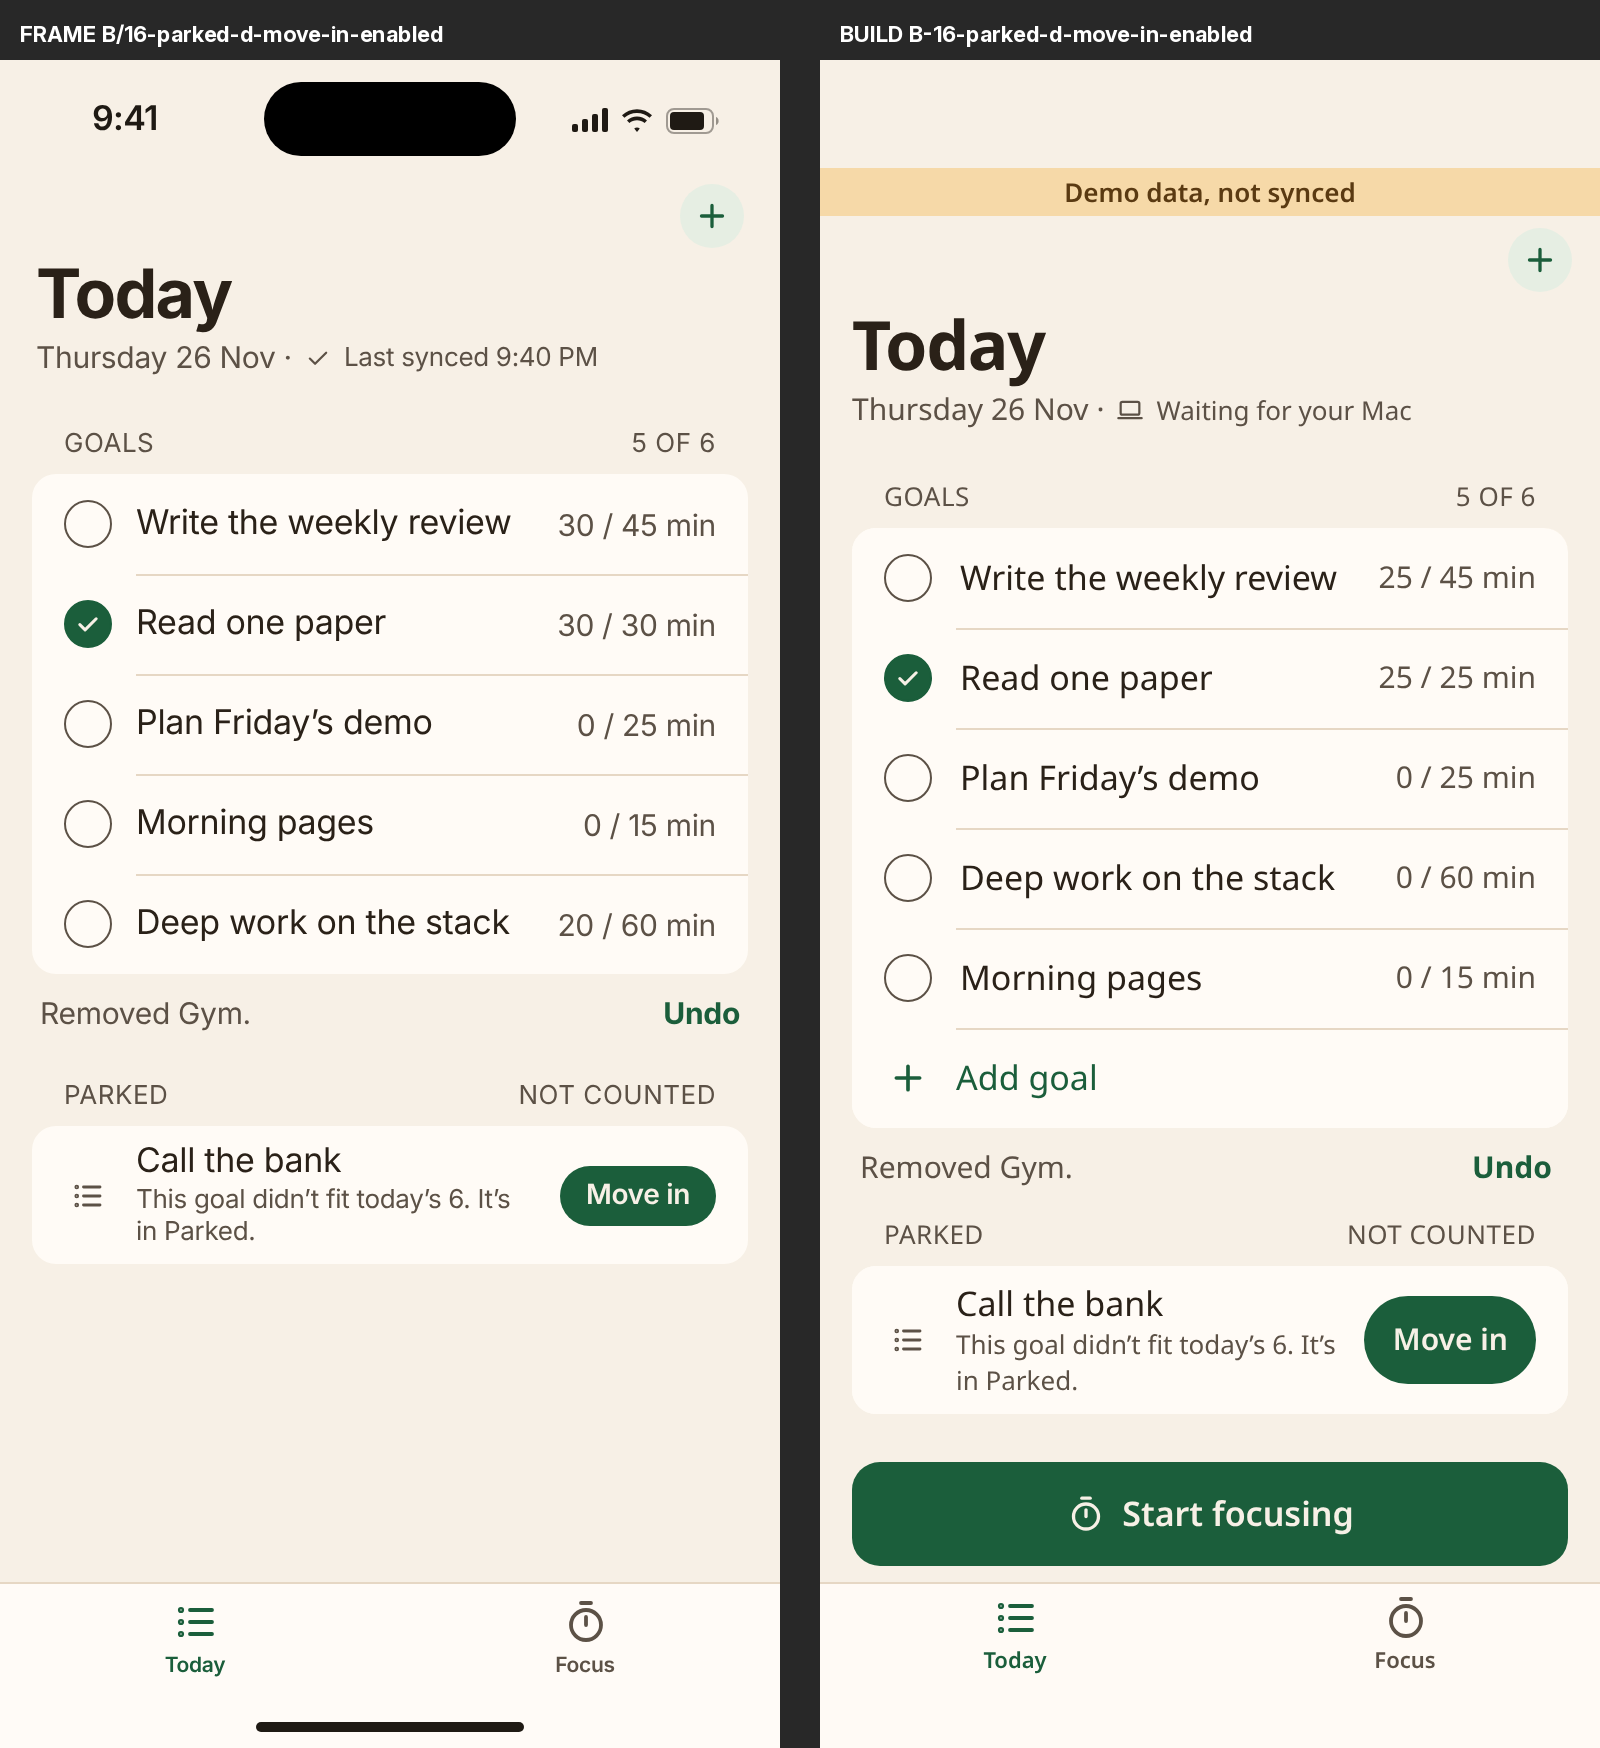 FRAME B/16-parked-d-move-in-enabled
9:41
Today
Thursday 26 Nov · Last synced 9:40 PM
GOALS 5 OF 6
Write the weekly review 30 / 45 min
Read one paper 30 / 30 min
Plan Friday’s demo 0 / 25 min
Morning pages 0 / 15 min
Deep work on the stack 20 / 60 min
Removed Gym. Undo
PARKED NOT COUNTED
Call the bank
This goal didn’t fit today’s 6. It’s
in Parked.
Move in
Today Focus
BUILD B-16-parked-d-move-in-enabled
Demo data, not synced
Today
Thursday 26 Nov · Waiting for your Mac
GOALS 5 OF 6
Write the weekly review 25 / 45 min
Read one paper 25 / 25 min
Plan Friday’s demo 0 / 25 min
Deep work on the stack 0 / 60 min
Morning pages 0 / 15 min
Add goal
Removed Gym. Undo
PARKED NOT COUNTED
Call the bank
This goal didn’t fit today’s 6. It’s
in Parked.
Move in
Start focusing
Today Focus